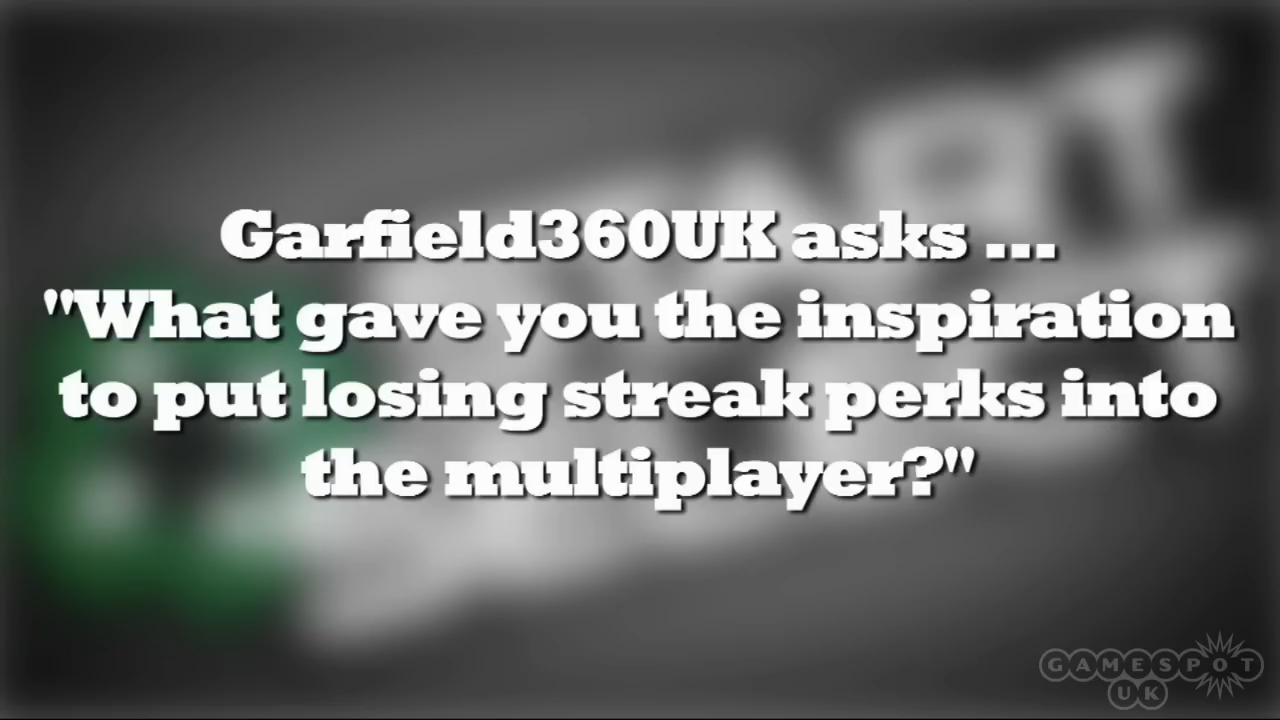 Garfield360UK asks ...
"What gave you the inspiration
to put losing streak perks into
the multiplayer?"
GAMESPOT
UK